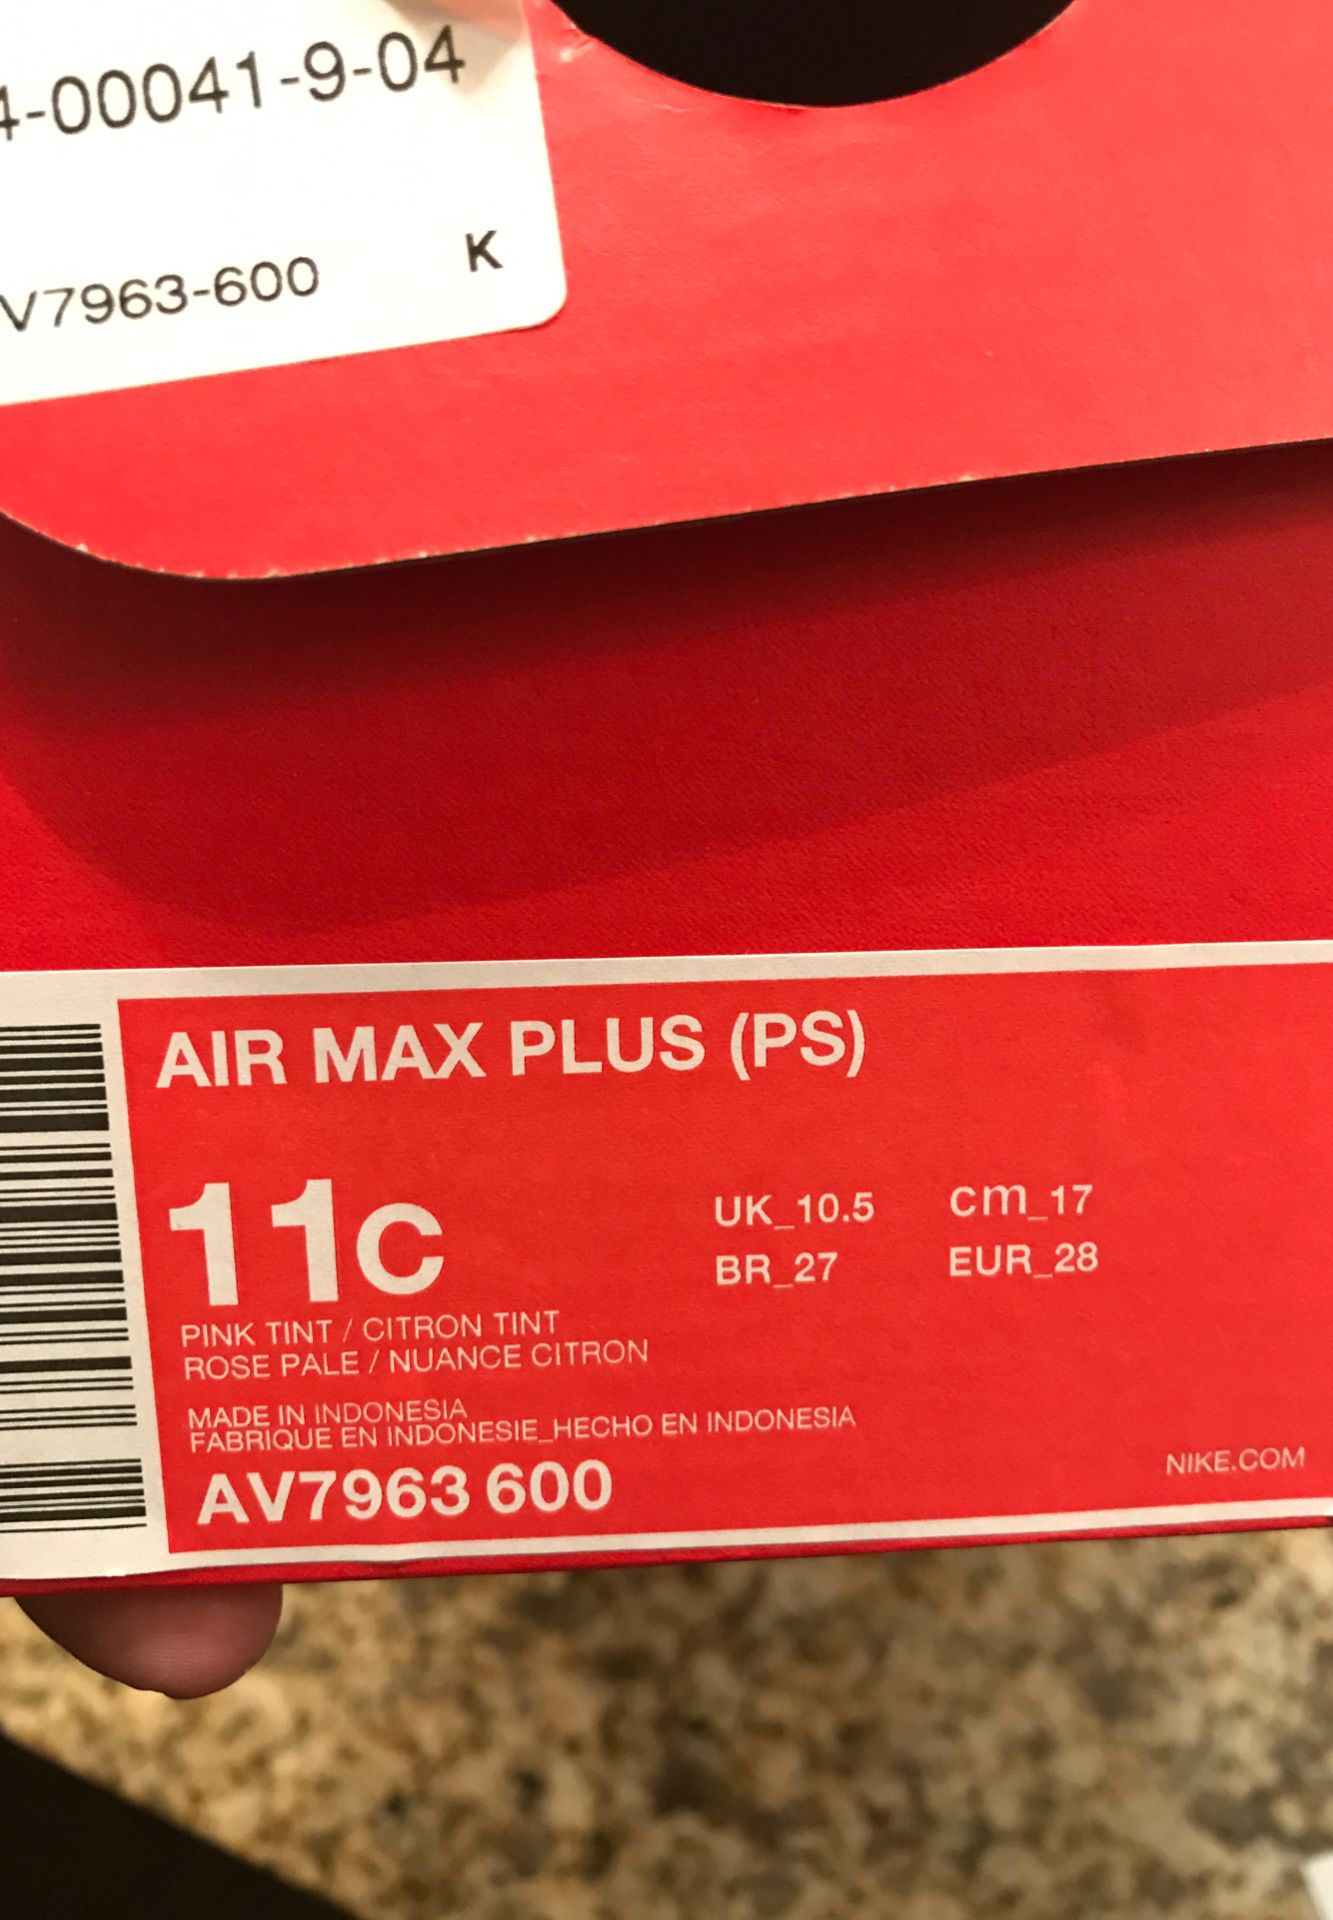 4-00041-9-04
V7963-600 K
AIR MAX PLUS (PS)
11C
UK_10.5 cm_17
BR_27 EUR_28
PINK TINT / CITRON TINT
ROSE PALE / NUANCE CITRON
MADE IN INDONESIA
FABRIQUE EN INDONESIE_HECHO EN INDONESIA
AV7963 600
NIKE.COM